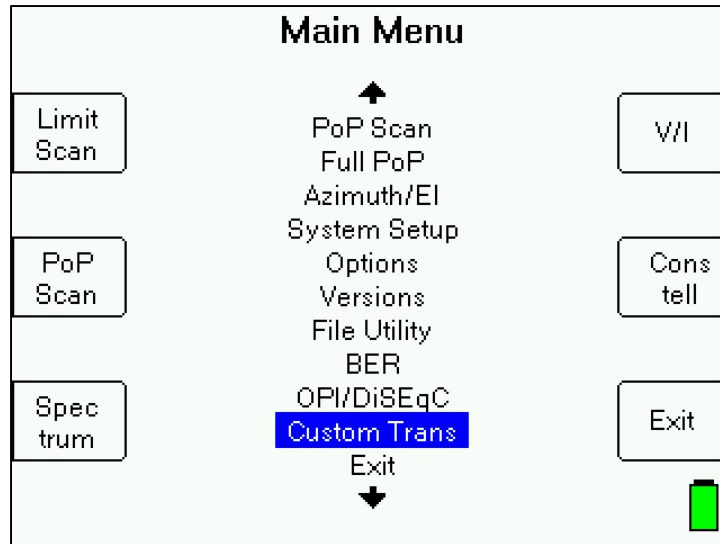 Main Menu
Limit
Scan
PoP
Scan
Spec
trum
PoP Scan
Full PoP
Azimuth/El
System Setup
Options
Versions
File Utility
BER
OPI/DiSEqC
Custom Trans
Exit
V/I
Cons
tell
Exit